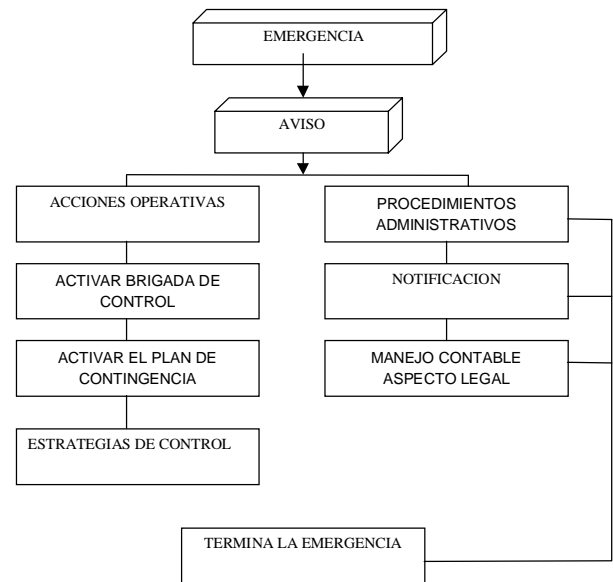 EMERGENCIA
AVISO
ACCIONES OPERATIVAS
PROCEDIMIENTOS
ADMINISTRATIVOS
ACTIVAR BRIGADA DE
CONTROL
NOTIFICACION
ACTIVAR EL PLAN DE
CONTINGENCIA
MANEJO CONTABLE
ASPECTO LEGAL
ESTRATEGIAS DE CONTROL
TERMINA LA EMERGENCIA